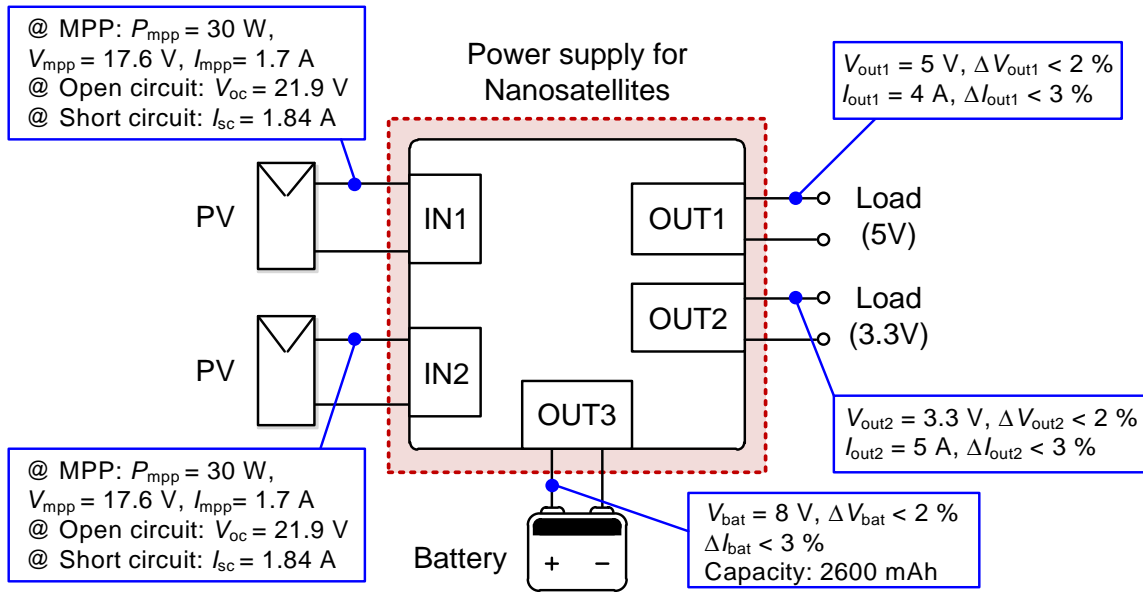 @ MPP: Pmpp = 30 W,
Vmpp = 17.6 V, Impp = 1.7 A
@ Open circuit: Voc = 21.9 V
@ Short circuit: Isc = 1.84 A
Power supply for
Nanosatellites
Vout1 = 5 V, ΔVout1 < 2 %
Iout1 = 4 A, ΔIout1 < 3 %
PV
IN1
OUT1
Load
(5V)
PV
IN2
OUT2
Load
(3.3V)
OUT3
@ MPP: Pmpp = 30 W,
Vmpp = 17.6 V, Impp= 1.7 A
@ Open circuit: Voc = 21.9 V
@ Short circuit: Isc = 1.84 A
Vout2 = 3.3 V, ΔVout2 < 2 %
Iout2 = 5 A, ΔIout2 < 3 %
Battery
+ −
Vbat = 8 V, ΔVbat < 2 %
ΔIbat < 3 %
Capacity: 2600 mAh